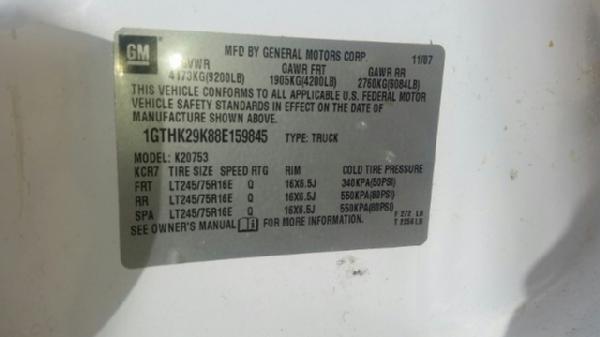 GM MFD BY GENERAL MOTORS CORP 11/07
GVWR GAWR FRT GAWR RR
4173KG(9200LB) 1905KG(4200LB) 2760KG(6084LB)
THIS VEHICLE CONFORMS TO ALL APPLICABLE U.S. FEDERAL MOTOR
VEHICLE SAFETY STANDARDS IN EFFECT ON THE DATE OF
MANUFACTURE SHOWN ABOVE.
1GTHK29K88E159845 TYPE: TRUCK
MODEL: K20753
KCR7 TIRE SIZE SPEED RTG RIM COLD TIRE PRESSURE
FRT LT245/75R16E Q 16X6.5J 340KPA(50PSI)
RR LT245/75R16E Q 16X6.5J 550KPA(80PSI)
SPA LT245/75R16E Q 16X6.5J 550KPA(80PSI)
SEE OWNER'S MANUAL FOR MORE INFORMATION.